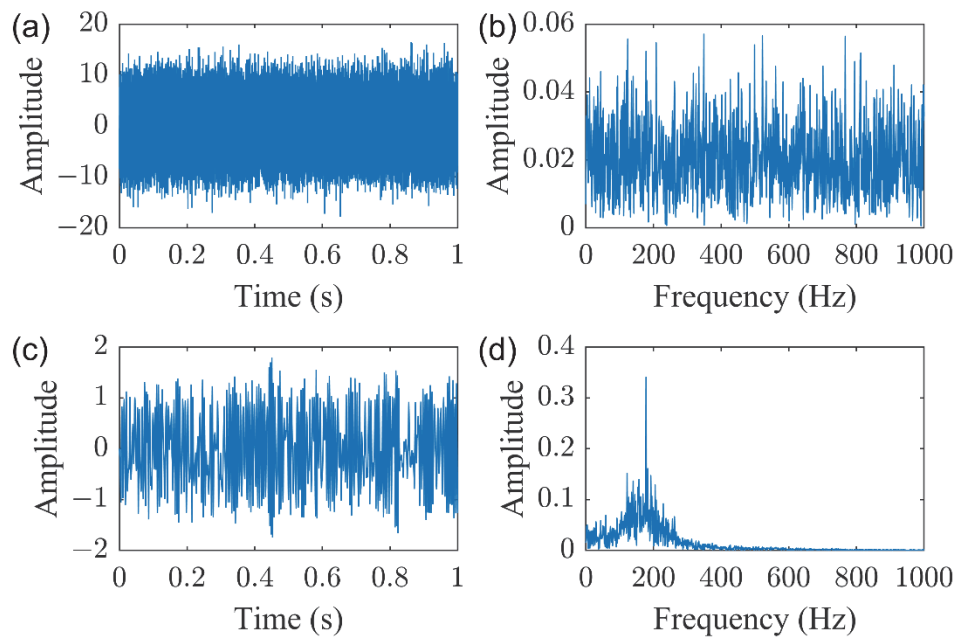 (a)
20
10
0
−10
−20
Amplitude
0 0.2 0.4 0.6 0.8 1
Time (s)
(b)
0.06
0.04
0.02
0
Amplitude
0 200 400 600 800 1000
Frequency (Hz)
(c)
2
1
0
−1
−2
Amplitude
0 0.2 0.4 0.6 0.8 1
Time (s)
(d)
0.4
0.3
0.2
0.1
0
Amplitude
0 200 400 600 800 1000
Frequency (Hz)